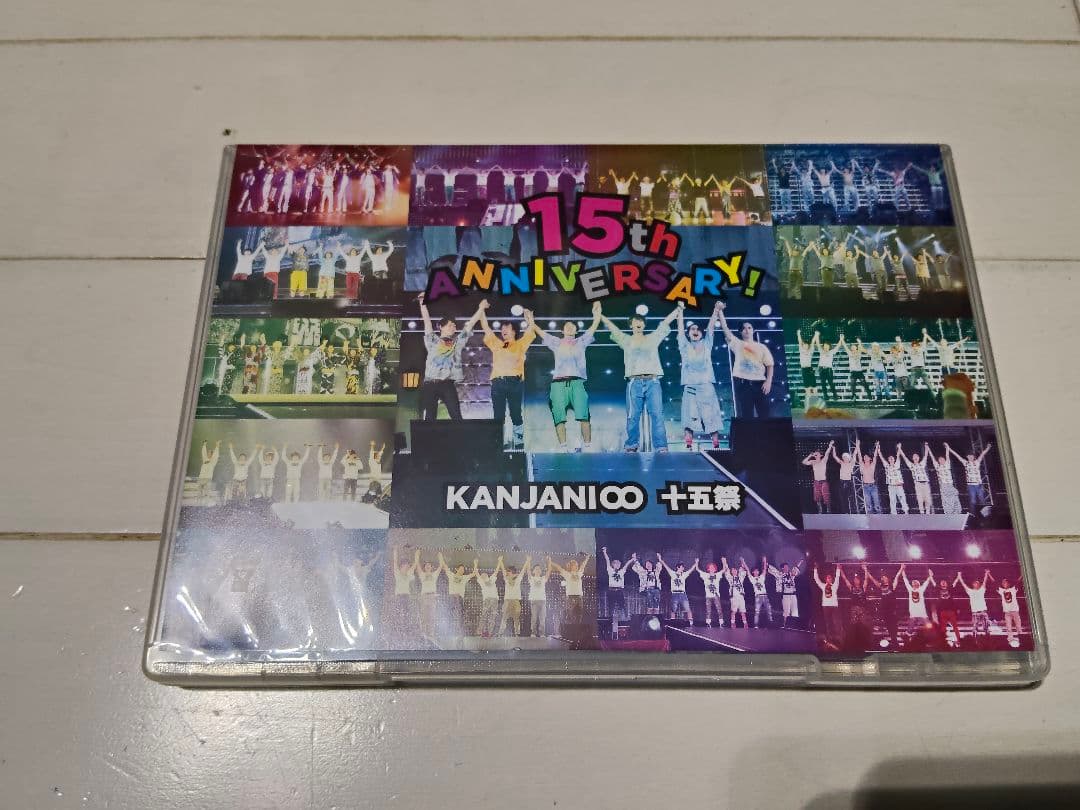 15th
ANNIVERSARY!
KANJANI∞ 十五祭